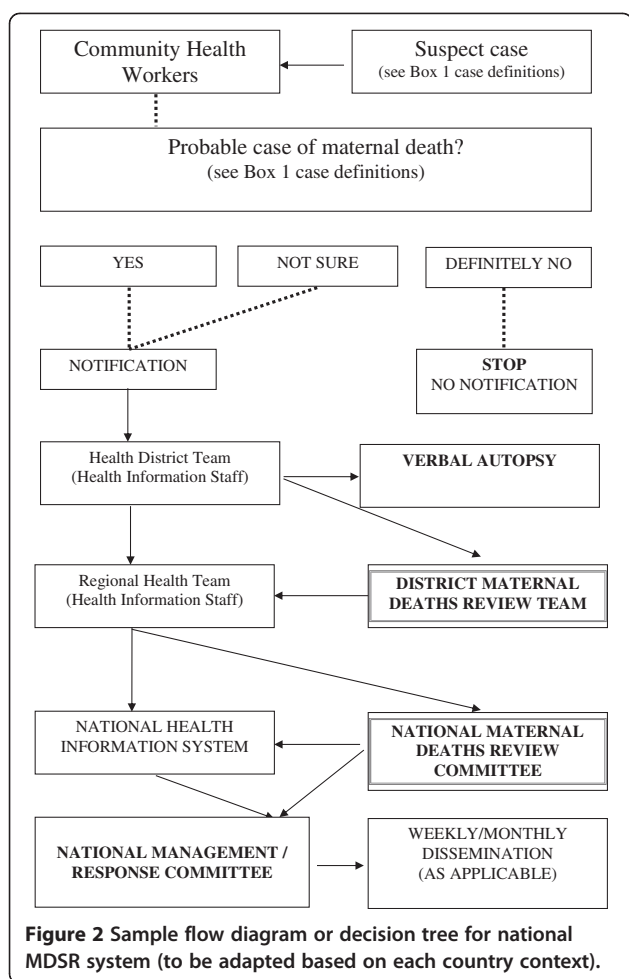 Community Health
Workers
Suspect case
(see Box 1 case definitions)
Probable case of maternal death?
(see Box 1 case definitions)
YES
NOT SURE
DEFINITELY NO
NOTIFICATION
STOP
NO NOTIFICATION
Health District Team
(Health Information Staff)
VERBAL AUTOPSY
Regional Health Team
(Health Information Staff)
DISTRICT MATERNAL
DEATHS REVIEW TEAM
NATIONAL HEALTH
INFORMATION SYSTEM
NATIONAL MATERNAL
DEATHS REVIEW
COMMITTEE
NATIONAL MANAGEMENT /
RESPONSE COMMITTEE
WEEKLY/MONTHLY
DISSEMINATION
(AS APPLICABLE)
Figure 2 Sample flow diagram or decision tree for national
MDSR system (to be adapted based on each country context).